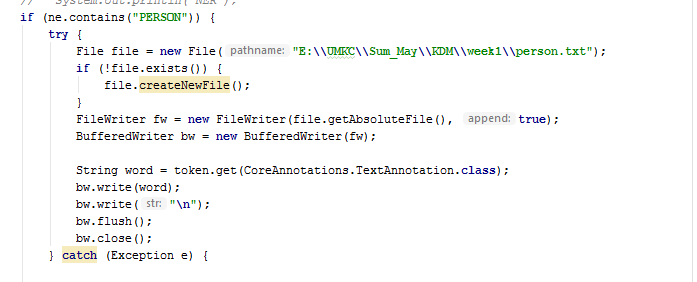 //   System.out.println("NER");
if (ne.contains("PERSON")) {
try {
File file = new File( pathname: "E:\\UMKC\\Sum_May\\KDM\\week1\\person.txt");
if (!file.exists()) {
file.createNewFile();
}
FileWriter fw = new FileWriter(file.getAbsoluteFile(), append: true);
BufferedWriter bw = new BufferedWriter(fw);
String word = token.get(CoreAnnotations.TextAnnotation.class);
bw.write(word);
bw.write( str: "\n");
bw.flush();
bw.close();
} catch (Exception e) {